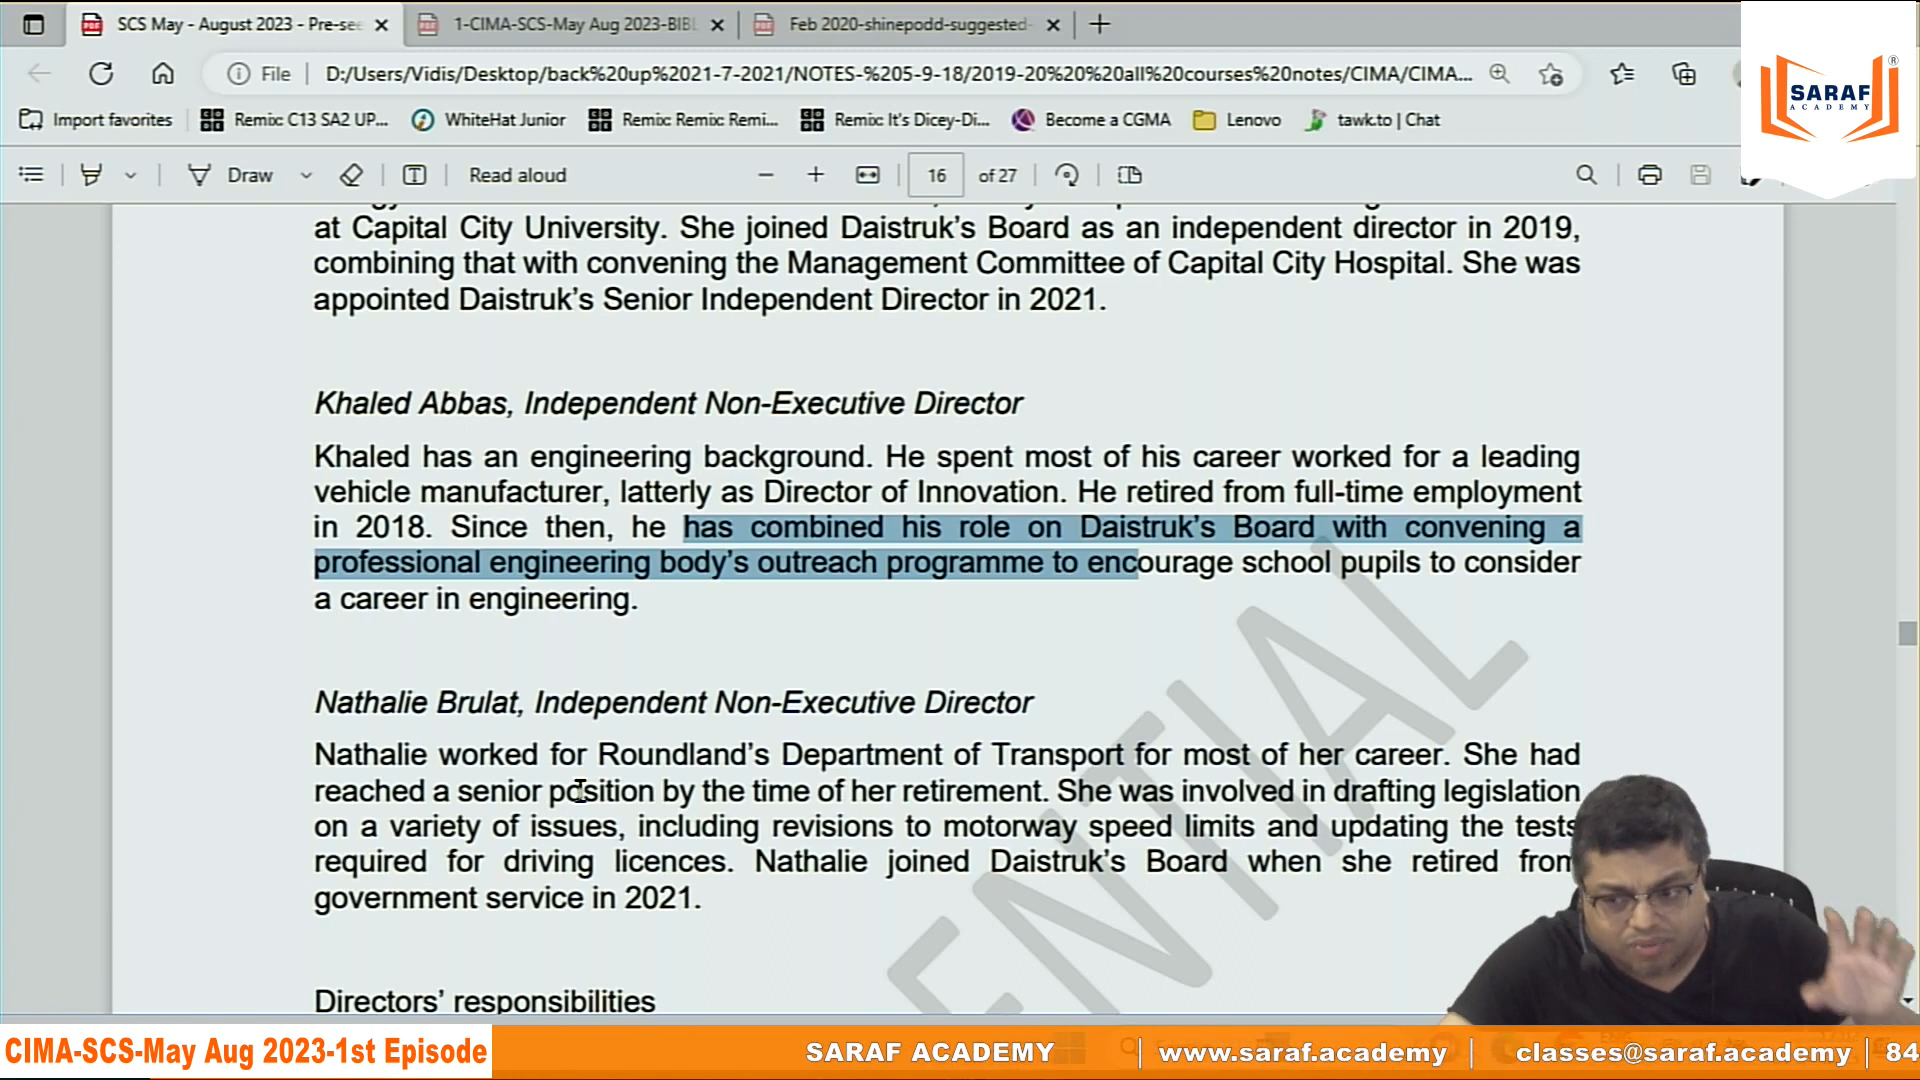 SCS May - August 2023 - Pre-see
1-CIMA-SCS-May Aug 2023-BIBL
Feb 2020-shinepodd-suggested-
File
D:/Users/Vidis/Desktop/back%20up%2021-7-2021/NOTES-%205-9-18/2019-20%20%20all%20courses%20notes/CIMA/CIMA...
Import favorites
Remix C13 SA2 UP...
WhiteHat Junior
Remix Remix Remi...
Remix It's Dicey-Di...
Become a CGMA
Lenovo
tawk.to | Chat
SARAF
ACADEMY
®
Draw
Read aloud
16
of 27
at Capital City University. She joined Daistruk's Board as an independent director in 2019,
combining that with convening the Management Committee of Capital City Hospital. She was
appointed Daistruk's Senior Independent Director in 2021.
Khaled Abbas, Independent Non-Executive Director
Khaled has an engineering background. He spent most of his career worked for a leading
vehicle manufacturer, latterly as Director of Innovation. He retired from full-time employment
in 2018. Since then, he has combined his role on Daistruk's Board with convening a
professional engineering body's outreach programme to encourage school pupils to consider
a career in engineering.
Nathalie Brulat, Independent Non-Executive Director
Nathalie worked for Roundland's Department of Transport for most of her career. She had
reached a senior position by the time of her retirement. She was involved in drafting legislation
on a variety of issues, including revisions to motorway speed limits and updating the tests
required for driving licences. Nathalie joined Daistruk's Board when she retired from
government service in 2021.
Directors' responsibilities
ENTIAL
CIMA-SCS-May Aug 2023-1st Episode
SARAF ACADEMY | www.saraf.academy | classes@saraf.academy | 84